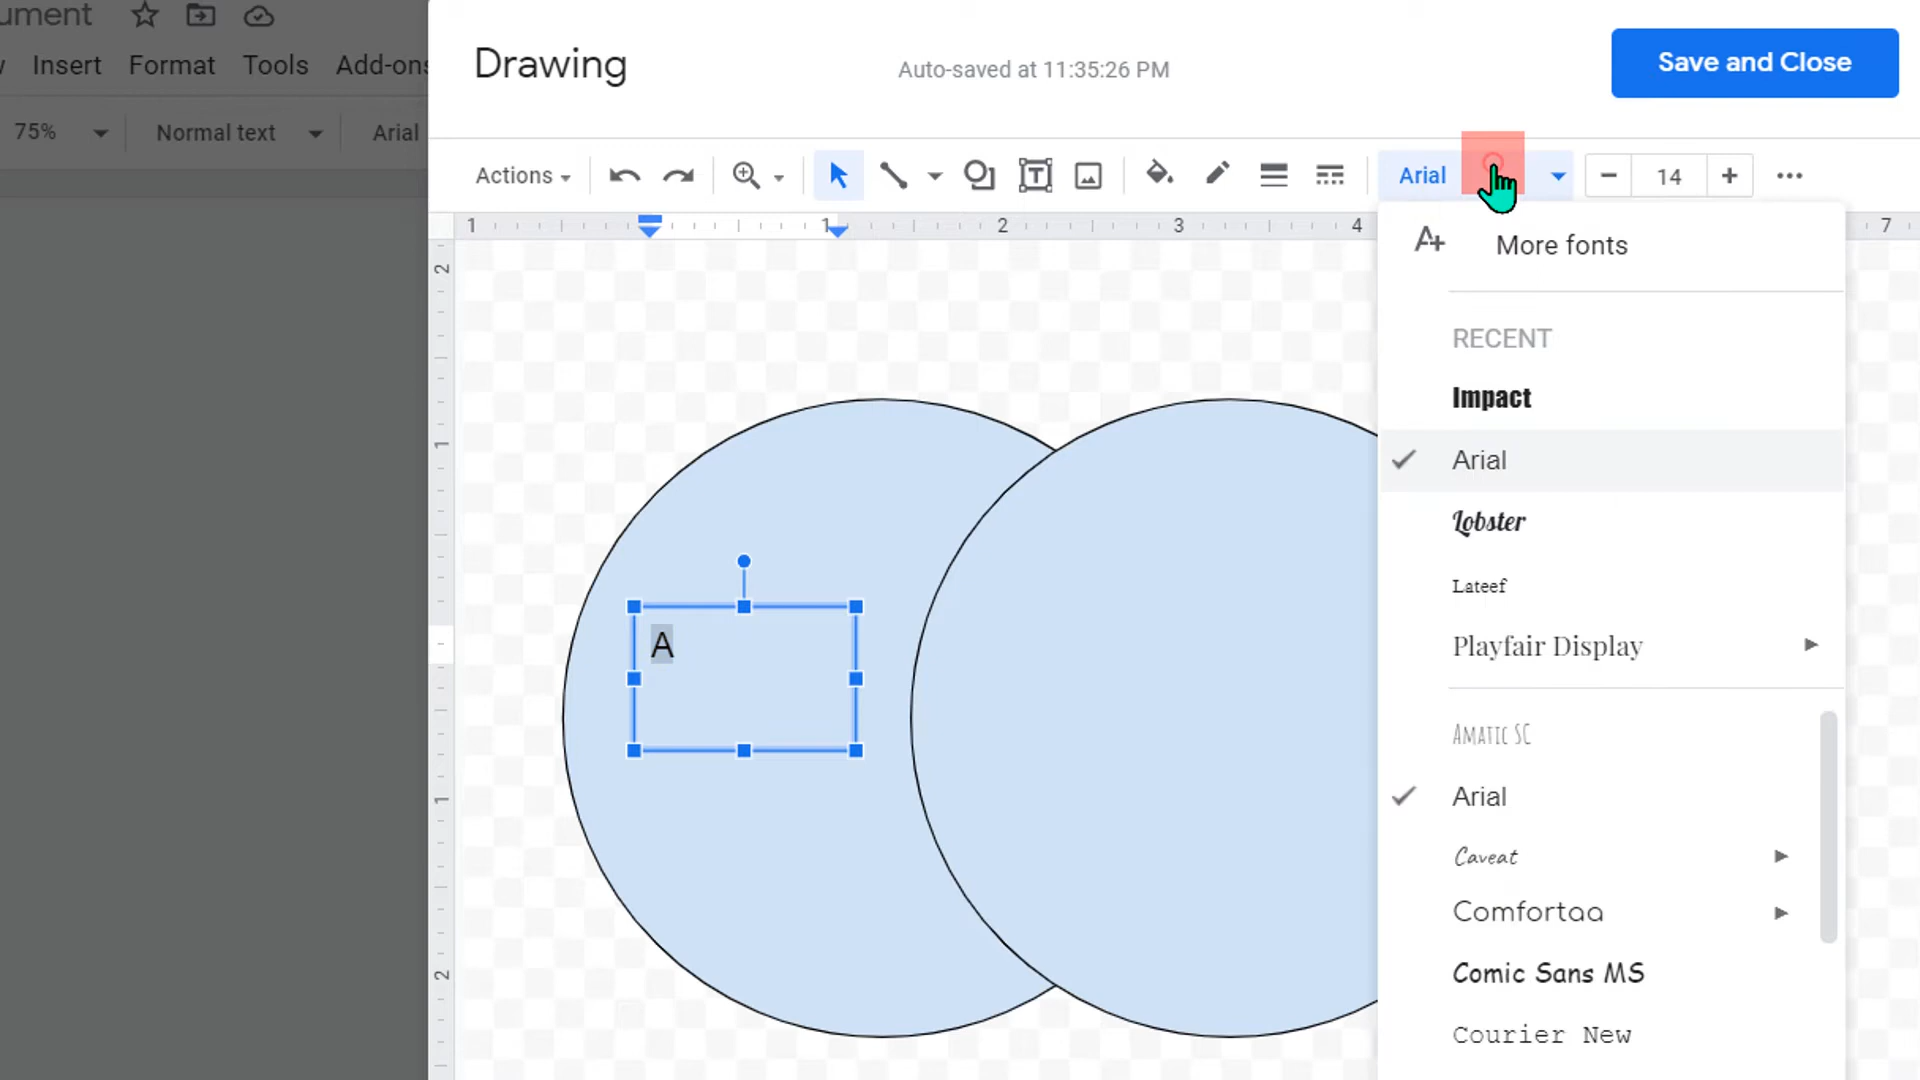 ument
Insert Format Tools Add-ons
75% Normal text Arial
Drawing
Auto-saved at 11:35:26 PM
Save and Close
Actions
Arial
14
1 1 2 3 4 7
2
1
1
2
A
More fonts
RECENT
Impact
Arial
Lobster
Lateef
Playfair Display
Amatic SC
Arial
Caveat
Comfortaa
Comic Sans MS
Courier New